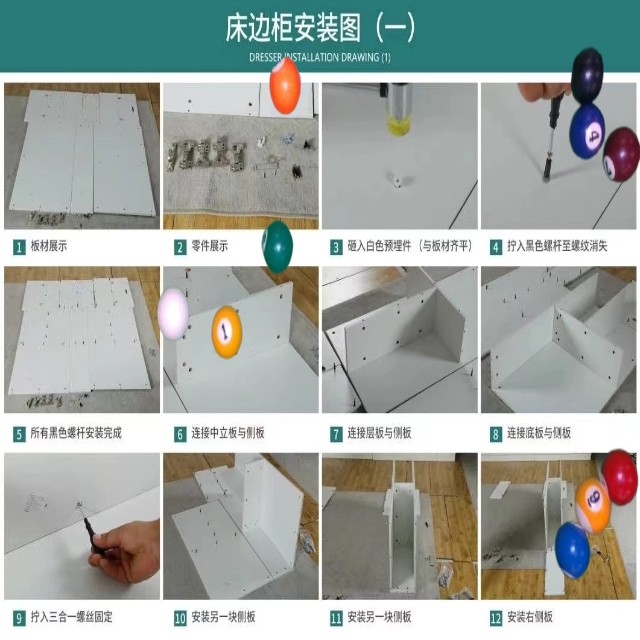 床边柜安装图（一）
DRESSER INSTALLATION DRAWING (1)
1 板材展示
2 零件展示
3 砸入白色预埋件（与板材齐平）
4 拧入黑色螺杆至螺纹消失
5 所有黑色螺杆安装完成
6 连接中立板与侧板
7 连接层板与侧板
8 连接底板与侧板
9 拧入三合一螺丝固定
10 安装另一块侧板
11 安装另一块侧板
12 安装右侧板
4
1
9